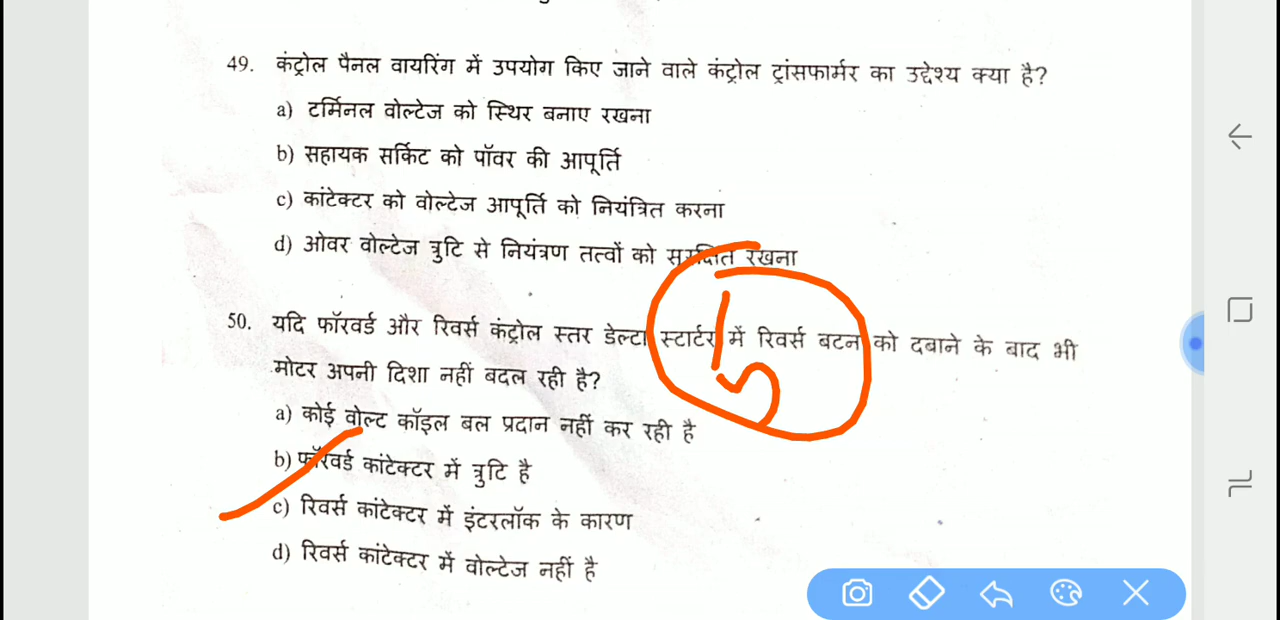 49. कंट्रोल पैनल वायरिंग में उपयोग किए जाने वाले कंट्रोल ट्रांसफार्मर का उद्देश्य क्या है?
a) टर्मिनल वोल्टेज को स्थिर बनाए रखना
b) सहायक सर्किट को पॉवर की आपूर्ति
c) कांटेक्टर को वोल्टेज आपूर्ति को नियंत्रित करना
d) ओवर वोल्टेज त्रुटि से नियंत्रण तत्वों को सुरक्षित रखना
50. यदि फॉरवर्ड और रिवर्स कंट्रोल स्तर डेल्टा स्टार्टर में रिवर्स बटन को दबाने के बाद भी
मोटर अपनी दिशा नहीं बदल रही है?
a) कोई वोल्ट कॉइल बल प्रदान नहीं कर रही है
b) फॉरवर्ड कांटेक्टर में त्रुटि है
c) रिवर्स कांटेक्टर में इंटरलॉक के कारण
d) रिवर्स कांटेक्टर में वोल्टेज नहीं है